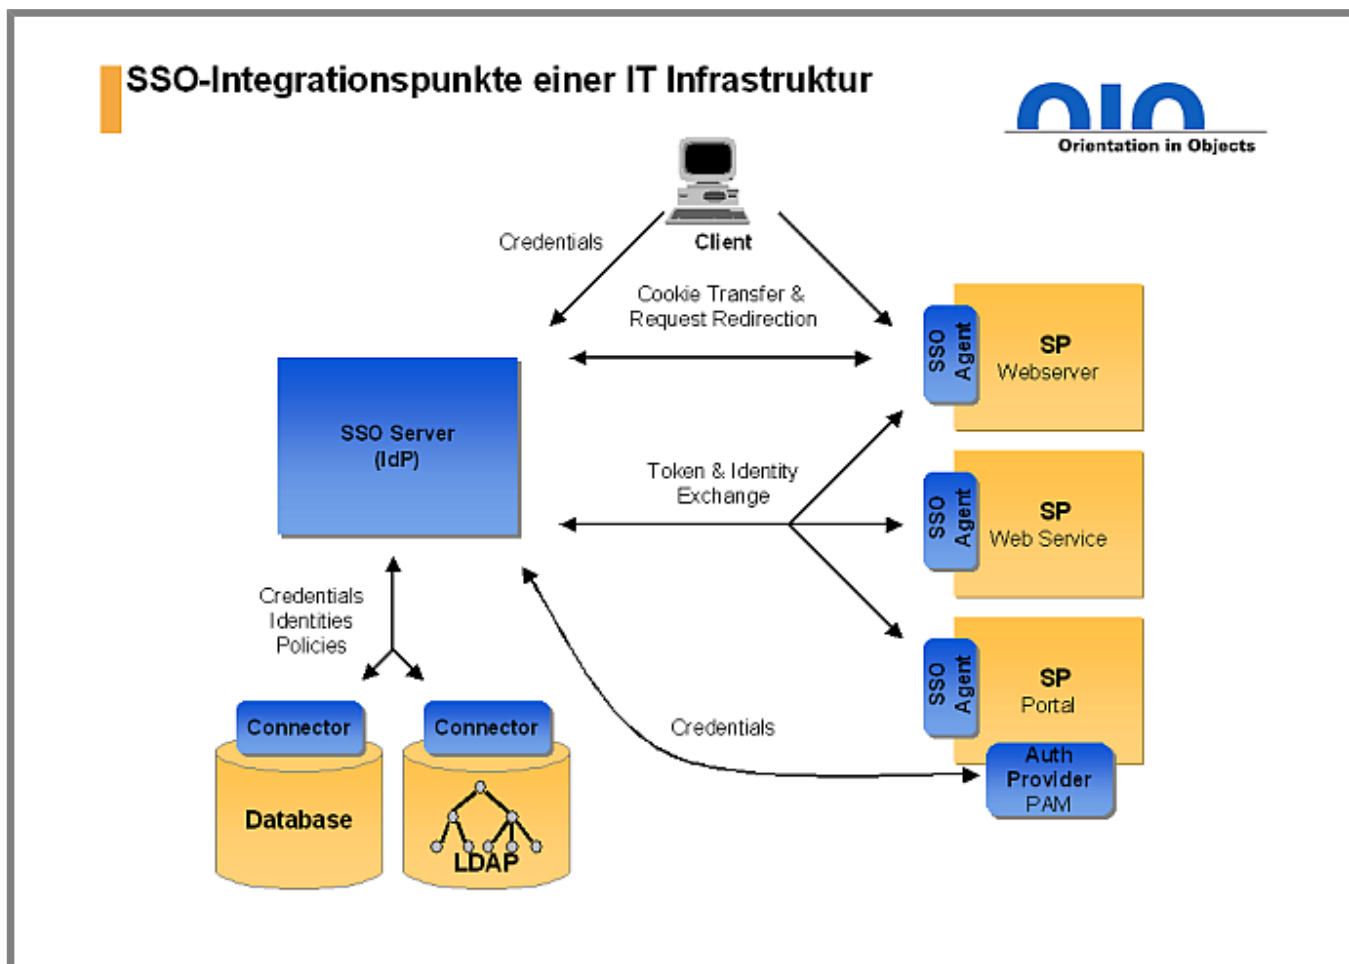 SSO-Integrationspunkte einer IT Infrastruktur
Orientation in Objects
Client
Credentials
Cookie Transfer &
Request Redirection
SSO Agent
SP
Webserver
SSO Server
(IdP)
Token & Identity
Exchange
SSO Agent
SP
Web Service
Credentials
Identities
Policies
SSO Agent
SP
Portal
Connector
Connector
Credentials
Auth
Provider
PAM
Database
LDAP